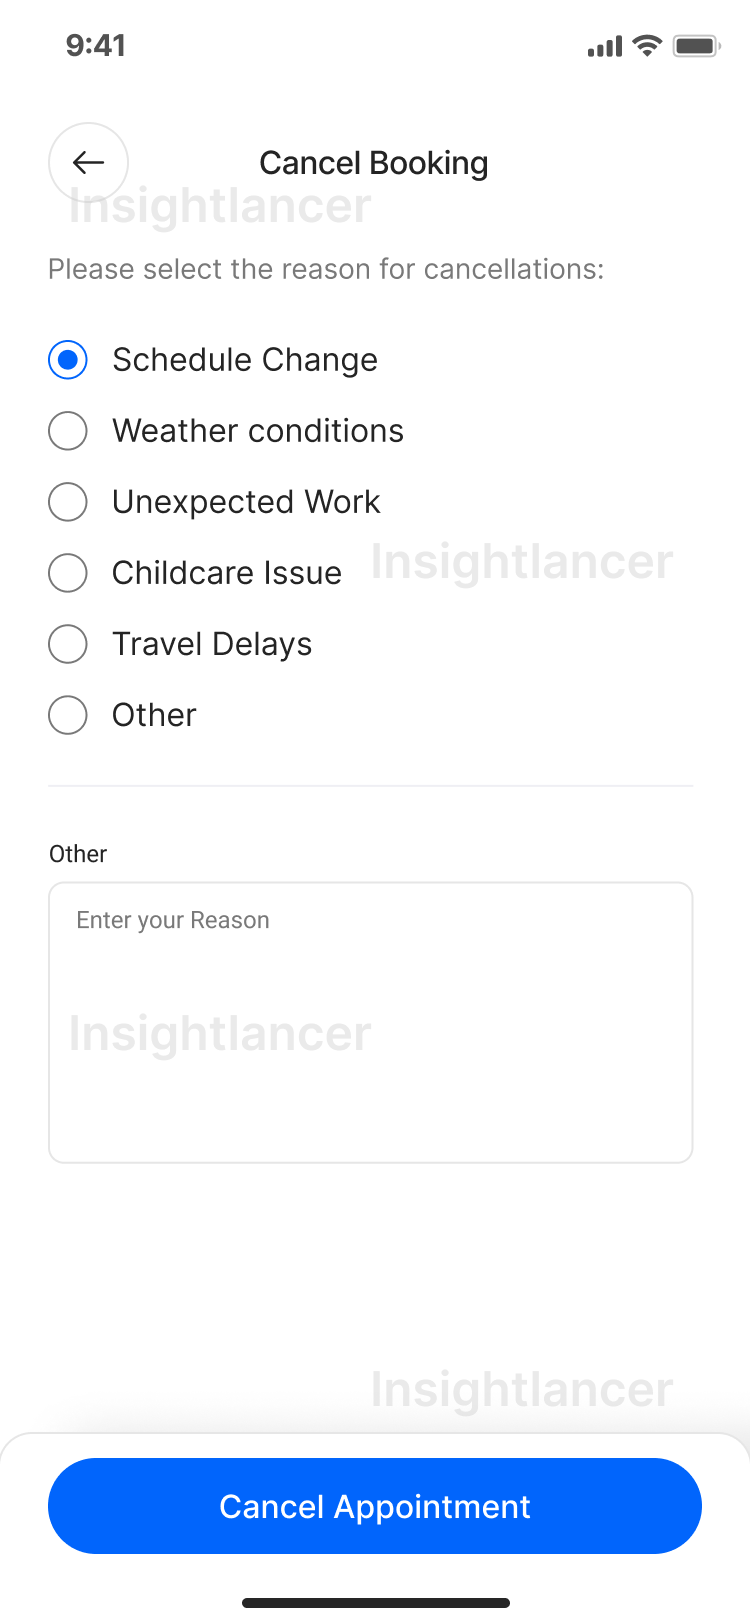 9:41
Cancel Booking
Insightlancer
Please select the reason for cancellations:
Schedule Change
Weather conditions
Unexpected Work
Insightlancer
Childcare Issue
Travel Delays
Other
Other
Enter your Reason
Insightlancer
Insightlancer
Cancel Appointment